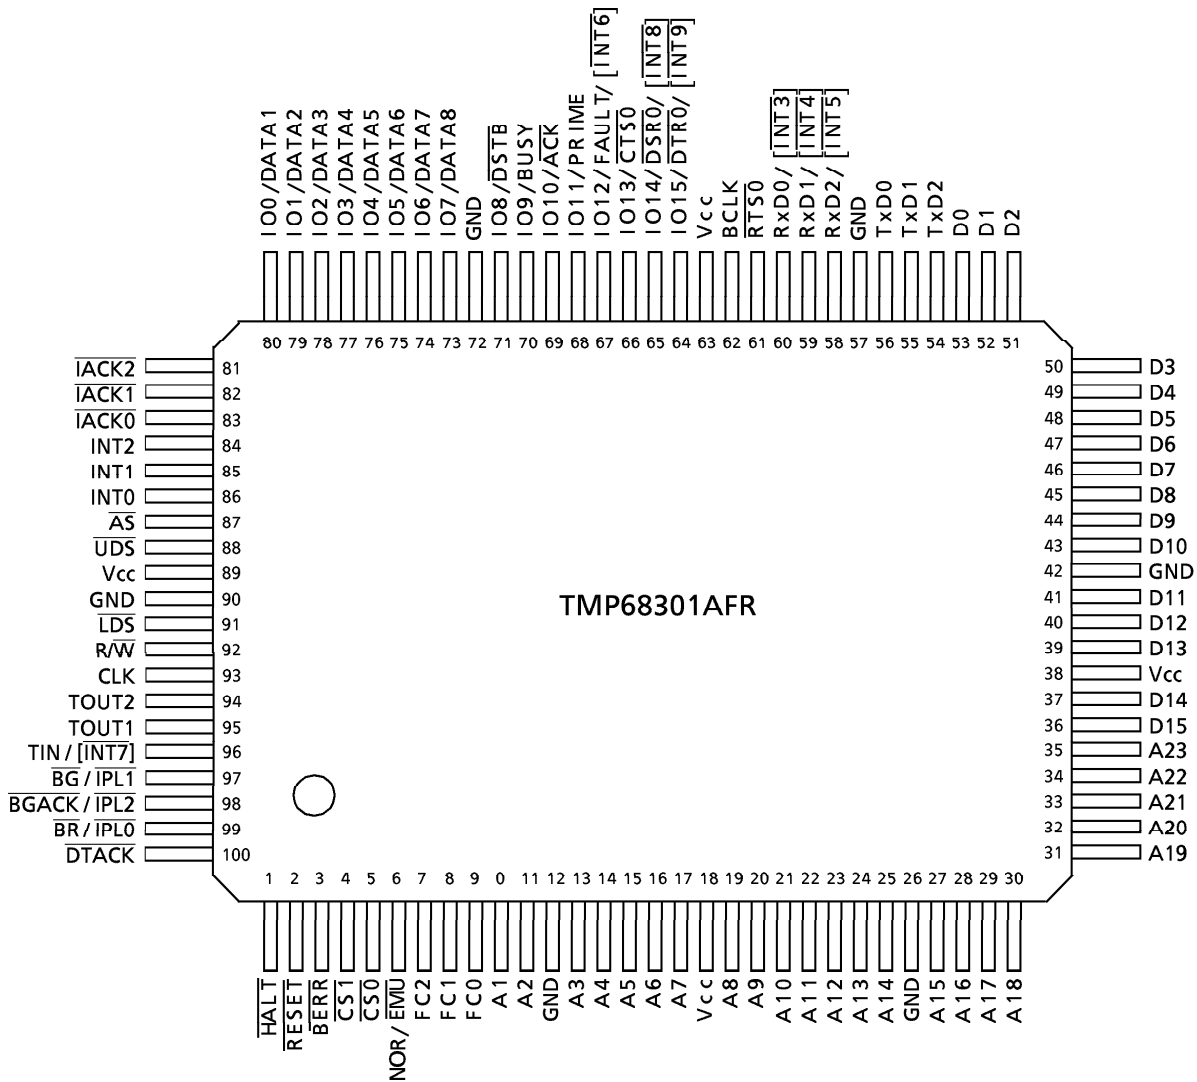 IO0/DATA1
IO1/DATA2
IO2/DATA3
IO3/DATA4
IO4/DATA5
IO5/DATA6
IO6/DATA7
IO7/DATA8
GND
IO8/DSTB
IO9/BUSY
IO10/ACK
IO11/PRIME
IO12/FAULT/[INT6]
IO13/CTS0
IO14/DSR0/[INT8]
IO15/DTR0/[INT9]
Vcc
BCLK
RTS0
RxD0/[INT3]
RxD1/[INT4]
RxD2/[INT5]
GND
TxD0
TxD1
TxD2
D0
D1
D2
80 79 78 77 76 75 74 73 72 71 70 69 68 67 66 65 64 63 62 61 60 59 58 57 56 55 54 53 52 51
IACK2 81
IACK1 82
IACK0 83
INT2 84
INT1 85
INT0 86
AS 87
UDS 88
Vcc 89
GND 90
LDS 91
R/W 92
CLK 93
TOUT2 94
TOUT1 95
TIN / [INT7] 96
BG / IPL1 97
BGACK / IPL2 98
BR / IPL0 99
DTACK 100
TMP68301AFR
50 D3
49 D4
48 D5
47 D6
46 D7
45 D8
44 D9
43 D10
42 GND
41 D11
40 D12
39 D13
38 Vcc
37 D14
36 D15
35 A23
34 A22
33 A21
32 A20
31 A19
1 2 3 4 5 6 7 8 9 0 11 12 13 14 15 16 17 18 19 20 21 22 23 24 25 26 27 28 29 30
HALT
RESET
BERR
CS1
CS0
NOR/EMU
FC2
FC1
FC0
A1
A2
GND
A3
A4
A5
A6
A7
Vcc
A8
A9
A10
A11
A12
A13
A14
GND
A15
A16
A17
A18